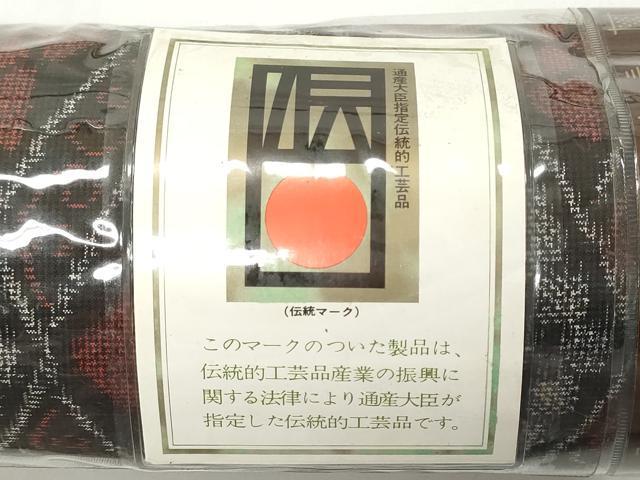 通産大臣指定伝統的工芸品
(伝統マーク)
このマークのついた製品は、
伝統的工芸品産業の振興に
関する法律により通産大臣が
指定した伝統的工芸品です。